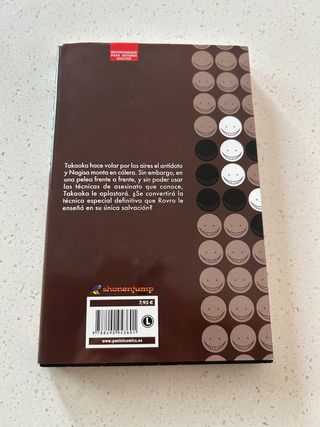 RECOMENDADO
PARA LECTORES
ADULTOS
Takaoka hace volar por los aires el antídoto
y Nagisa monta en cólera. Sin embargo, en
una pelea frente a frente, y sin poder usar
las técnicas de asesinato que conoce,
Takaoka le aplastará. ¿Se convertirá la
técnica especial definitiva que Rovro le
enseñó en su única salvación?
shonenjump
7,95 €
L
www.paninicomics.es